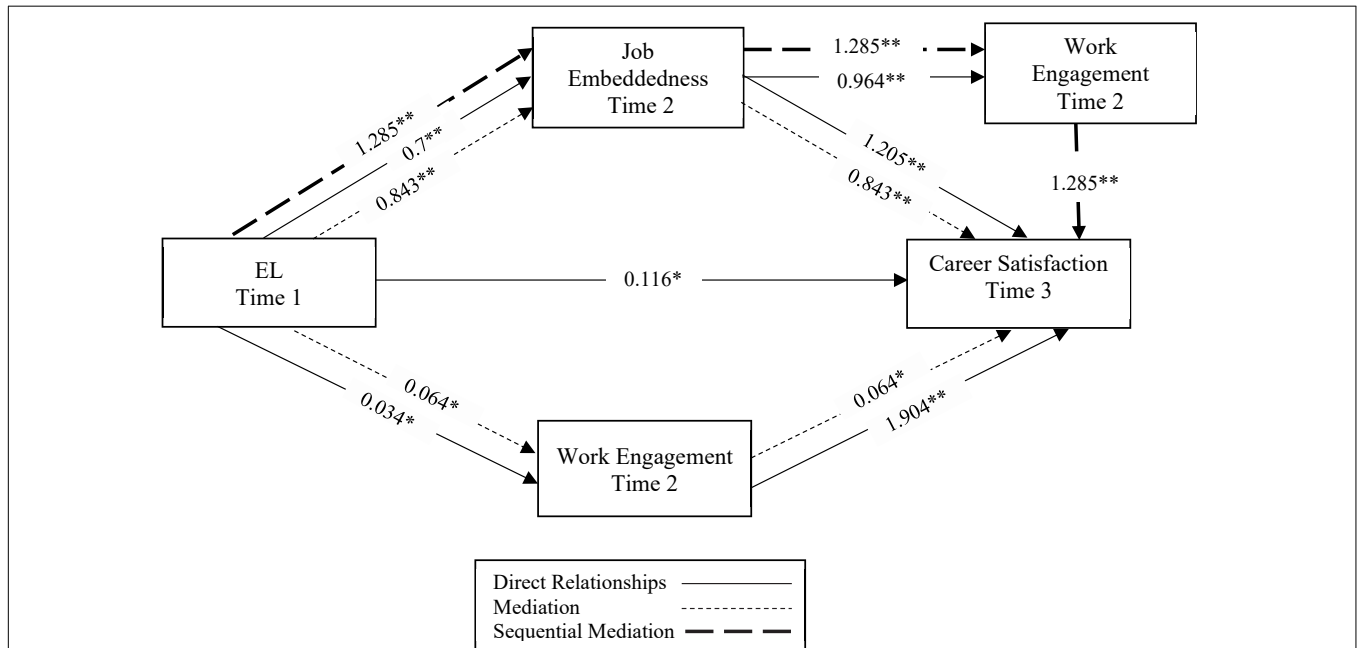 Job
Embeddedness
Time 2
1.285**
0.964**
Work
Engagement
Time 2
1.285**
0.7**
0.843**
1.205**
0.843**
1.285**
EL
Time 1
0.116*
Career Satisfaction
Time 3
0.064*
0.034*
0.064*
1.904**
Work Engagement
Time 2
Direct Relationships
Mediation
Sequential Mediation